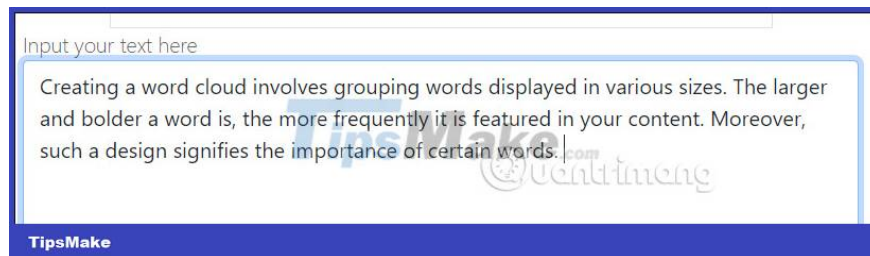 Input your text here
Creating a word cloud involves grouping words displayed in various sizes. The larger
and bolder a word is, the more frequently it is featured in your content. Moreover,
such a design signifies the importance of certain words.
TipsMake.com
Quantrimang
TipsMake